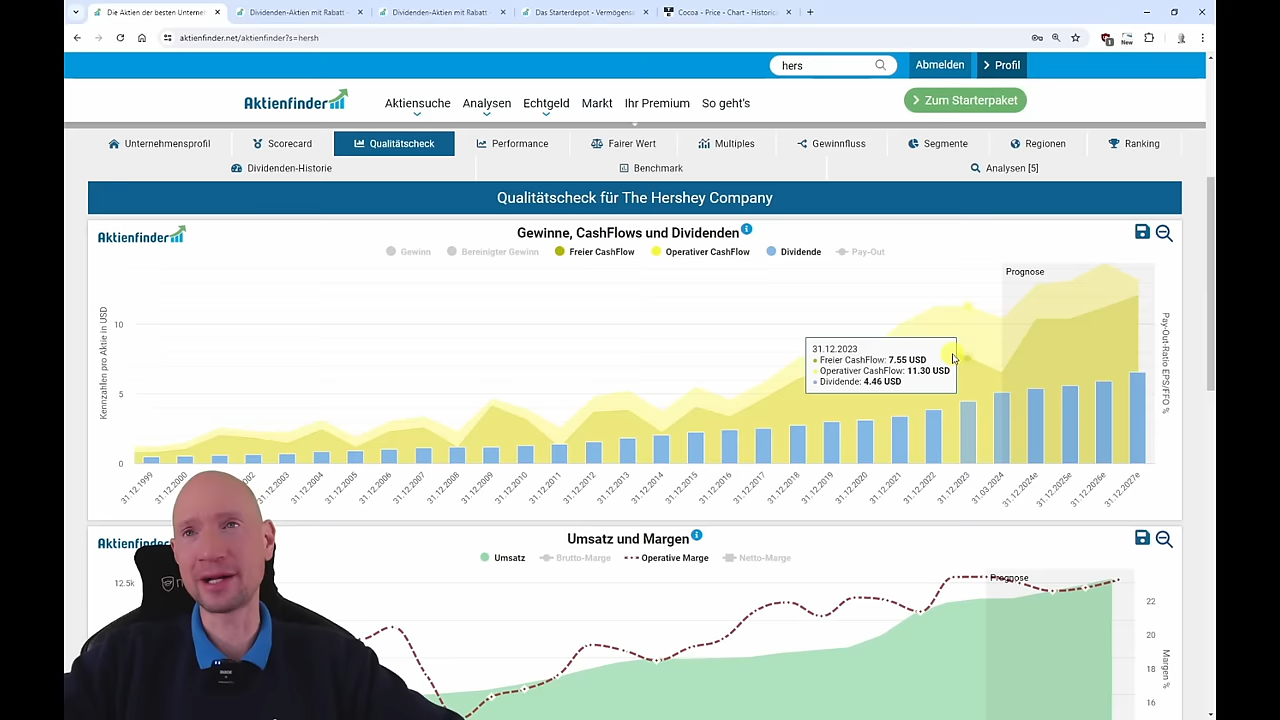 Die Aktien der besten Unterne
Dividenden-Aktien mit Rabatt -
Dividenden-Aktien mit Rabatt
Das Starterdepot - Vermögens
Cocoa - Price - Chart - Historica
aktienfinder.net/aktienfinder?s=hersh
New
hers
Abmelden
Profil
Aktienfinder
Aktiensuche
Analysen
Echtgeld
Markt
Ihr Premium
So geht's
Zum Starterpaket
Unternehmensprofil
Scorecard
Qualitätscheck
Performance
Fairer Wert
Multiples
Gewinnfluss
Segmente
Regionen
Ranking
Dividenden-Historie
Benchmark
Analysen [5]
Qualitätscheck für The Hershey Company
Aktienfinder
Gewinne, CashFlows und Dividenden
Gewinn
Bereinigter Gewinn
Freier CashFlow
Operativer CashFlow
Dividende
Pay-Out
Prognose
Kennzahlen pro Aktie in USD
10
5
0
Pay-Out-Ratio EPS/FFO %
31.12.2023
Freier CashFlow: 7.55 USD
Operativer CashFlow: 11.30 USD
Dividende: 4.46 USD
31.12.1999
31.12.2000
2002
31.12.2003
31.12.2004
31.12.2005
31.12.2006
31.12.2007
31.12.2008
31.12.2009
31.12.2010
31.12.2011
31.12.2012
31.12.2013
31.12.2014
31.12.2015
31.12.2016
31.12.2017
31.12.2018
31.12.2019
31.12.2020
31.12.2021
31.12.2022
31.12.2023
31.03.2024
31.12.2024e
31.12.2025e
31.12.2026e
31.12.2027e
Aktienfinder
Umsatz und Margen
Umsatz
Brutto-Marge
Operative Marge
Netto-Marge
Prognose
12.5k
22
20
18
16
Margen %